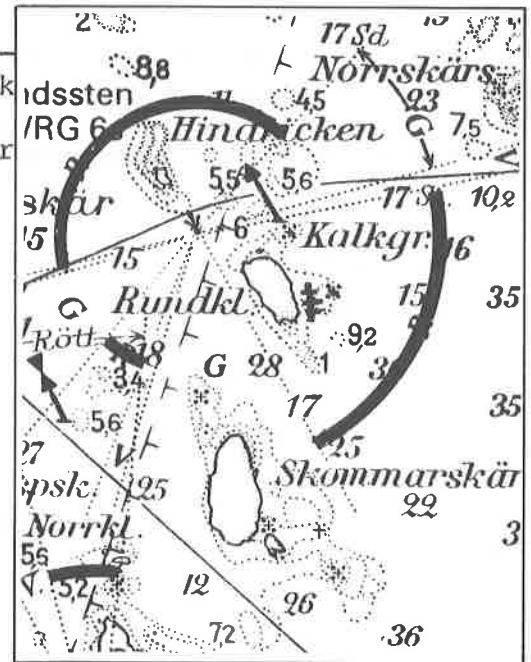 k
r
2
8,8
17 Sd.
Norrskärs
23
4,5
dssten
/RG 6
Hindricken
G
7,5
V
skär
5,5
5,6
17 S
10,2
15
6
Kalkgr.
16
15
15
35
G
Rundkl.
Rött
18
G
28
1
9,2
3,4
17
35
5,6
27
V
25
25
Skommarskär
psk.
22
Norrkl.
3
5,6
5,2
12
26
7,2
36